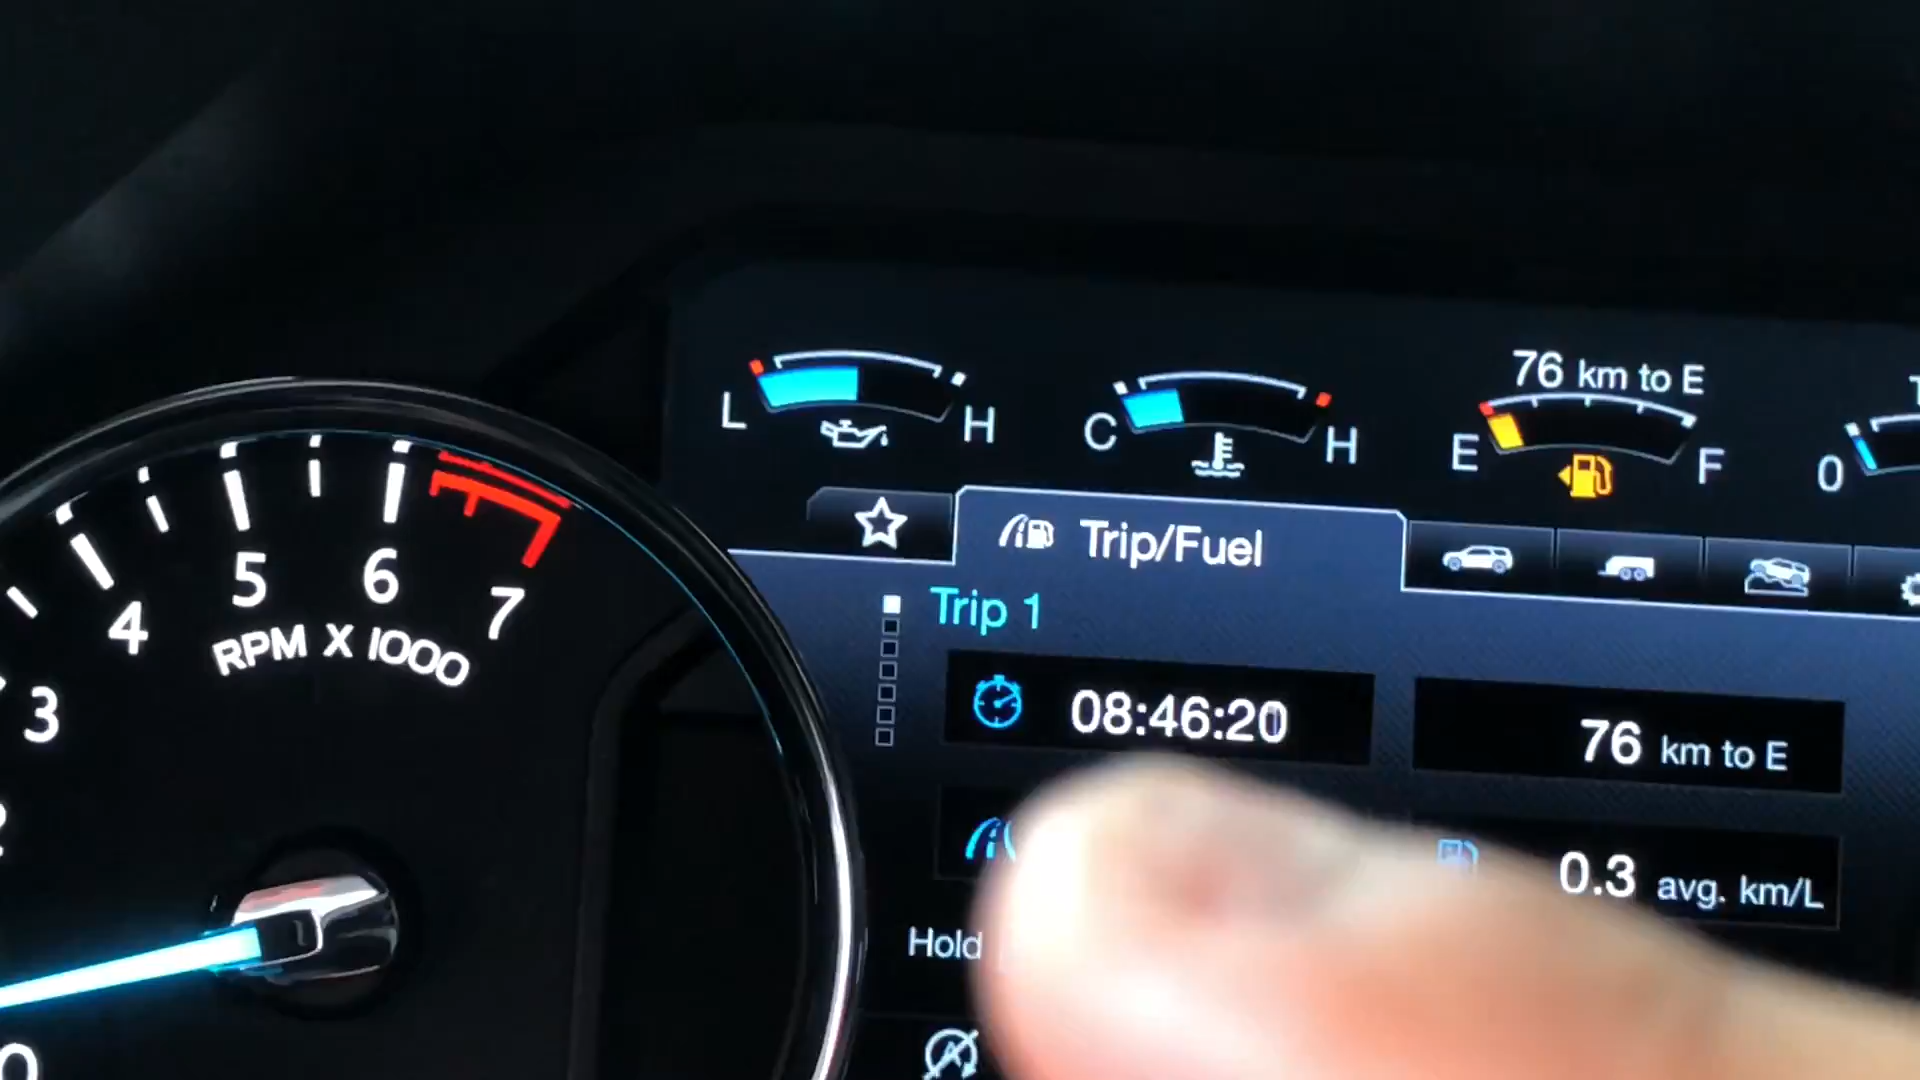 76 km to E
L H
C H
E F
0
Trip/Fuel
Trip 1
08:46:20
76 km to E
0.3 avg. km/L
Hold
0
3
4
5
6
7
RPM X 1000